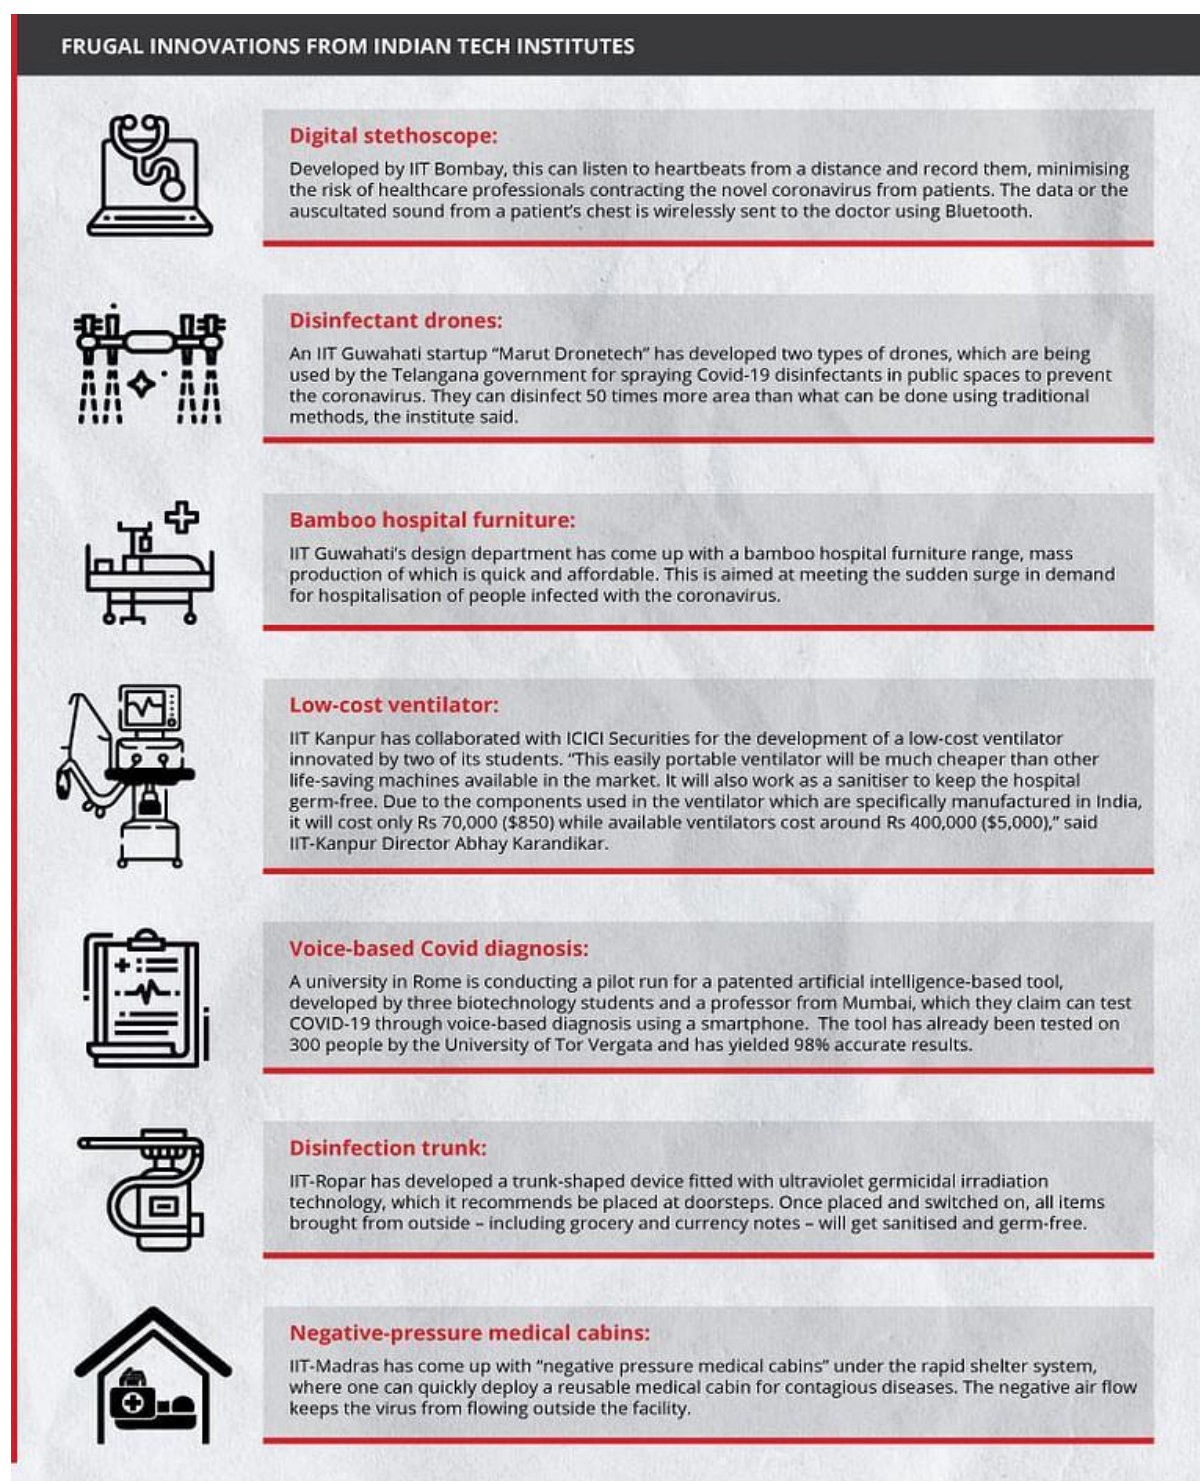 FRUGAL INNOVATIONS FROM INDIAN TECH INSTITUTES
Digital stethoscope:
Developed by IIT Bombay, this can listen to heartbeats from a distance and record them, minimising
the risk of healthcare professionals contracting the novel coronavirus from patients. The data or the
auscultated sound from a patient's chest is wirelessly sent to the doctor using Bluetooth.
Disinfectant drones:
An IIT Guwahati startup “Marut Dronetech” has developed two types of drones, which are being
used by the Telangana government for spraying Covid-19 disinfectants in public spaces to prevent
the coronavirus. They can disinfect 50 times more area than what can be done using traditional
methods, the institute said.
Bamboo hospital furniture:
IIT Guwahati's design department has come up with a bamboo hospital furniture range, mass
production of which is quick and affordable. This is aimed at meeting the sudden surge in demand
for hospitalisation of people infected with the coronavirus.
Low-cost ventilator:
IIT Kanpur has collaborated with ICICI Securities for the development of a low-cost ventilator
innovated by two of its students. “This easily portable ventilator will be much cheaper than other
life-saving machines available in the market. It will also work as a sanitiser to keep the hospital
germ-free. Due to the components used in the ventilator which are specifically manufactured in India,
it will cost only Rs 70,000 ($850) while available ventilators cost around Rs 400,000 ($5,000),” said
IIT-Kanpur Director Abhay Karandikar.
Voice-based Covid diagnosis:
A university in Rome is conducting a pilot run for a patented artificial intelligence-based tool,
developed by three biotechnology students and a professor from Mumbai, which they claim can test
COVID-19 through voice-based diagnosis using a smartphone. The tool has already been tested on
300 people by the University of Tor Vergata and has yielded 98% accurate results.
Disinfection trunk:
IIT-Ropar has developed a trunk-shaped device fitted with ultraviolet germicidal irradiation
technology, which it recommends be placed at doorsteps. Once placed and switched on, all items
brought from outside – including grocery and currency notes – will get sanitised and germ-free.
Negative-pressure medical cabins:
IIT-Madras has come up with “negative pressure medical cabins” under the rapid shelter system,
where one can quickly deploy a reusable medical cabin for contagious diseases. The negative air flow
keeps the virus from flowing outside the facility.